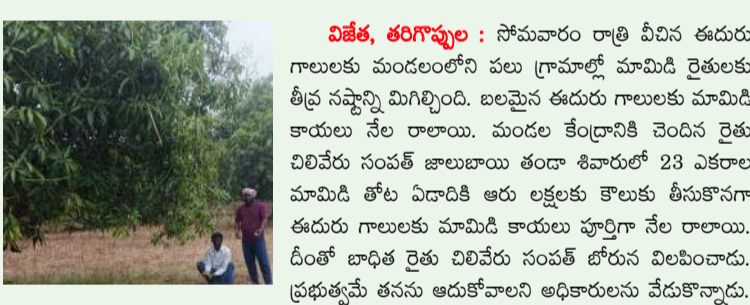 విజేత, తరిగొప్పుల : సోమవారం రాత్రి వీచిన ఈదురు
గాలులకు మండలంలోని పలు గ్రామాల్లో మామిడి రైతులకు
తీవ్ర నష్టాన్ని మిగిల్చింది. బలమైన ఈదురు గాలులకు మామిడి
కాయలు నేల రాలాయి. మండల కేంద్రానికి చెందిన రైతు
చిలివేరు సంపత్ జాలుబాయి తండా శివారులో 23 ఎకరాల
మామిడి తోట ఏడాదికి ఆరు లక్షలకు కౌలుకు తీసుకొనగా
ఈదురు గాలులకు మామిడి కాయలు పూర్తిగా నేల రాలాయి.
దీంతో బాధిత రైతు చిలివేరు సంపత్ బోరున విలపించాడు.
ప్రభుత్వమే తనను ఆదుకోవాలని అధికారులను వేడుకొన్నాడు.